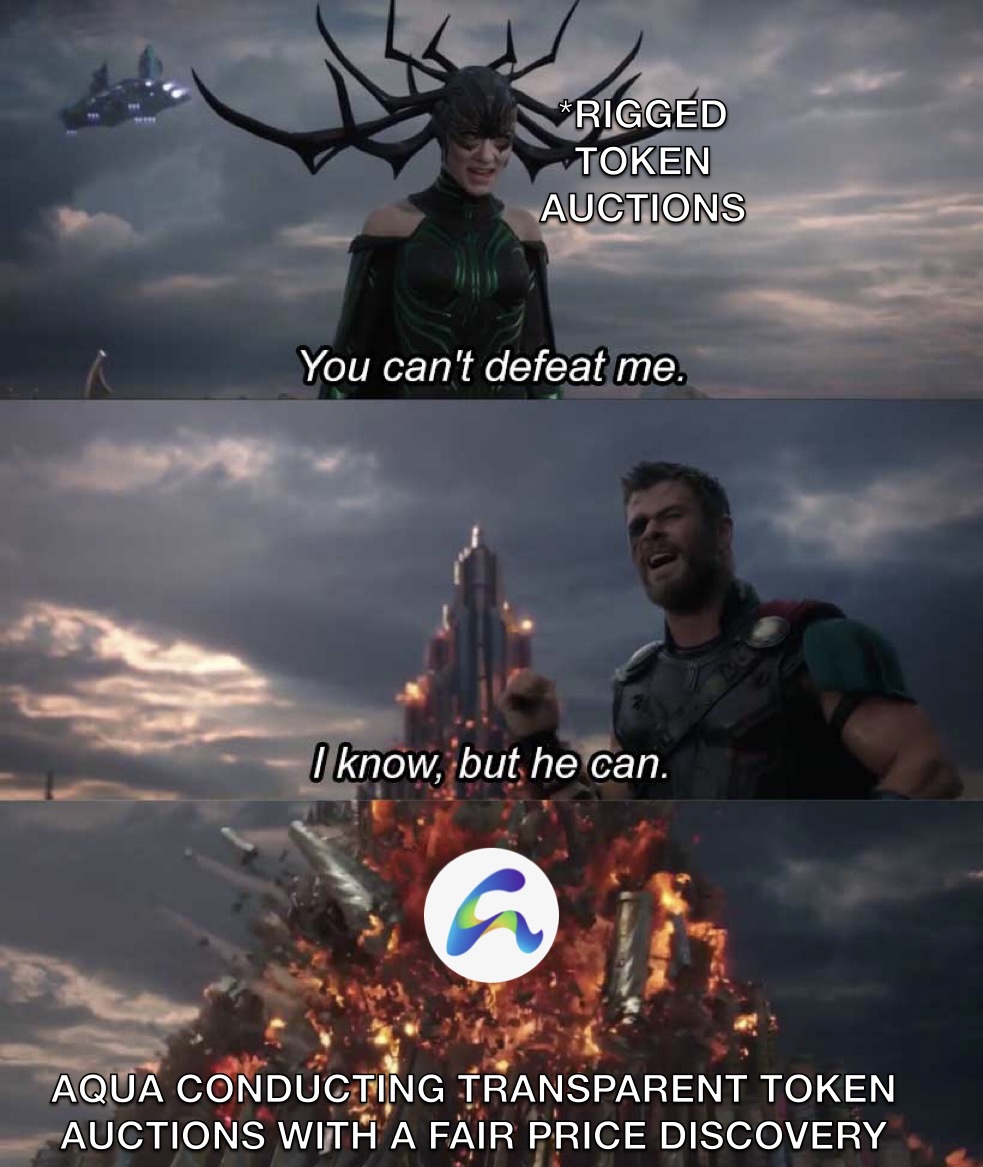 *RIGGED
TOKEN
AUCTIONS
You can't defeat me.
I know, but he can.
AQUA CONDUCTING TRANSPARENT TOKEN
AUCTIONS WITH A FAIR PRICE DISCOVERY